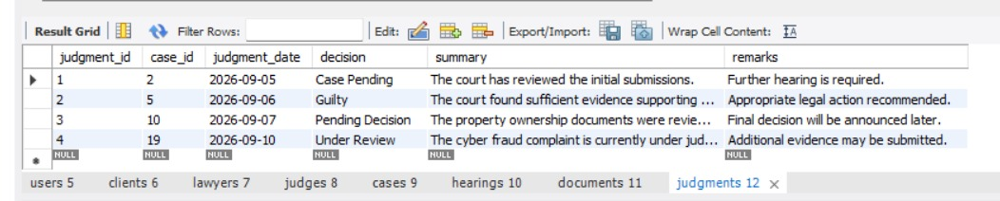 Result Grid Filter Rows: Edit: Export/Import: Wrap Cell Content: IA
judgment_id case_id judgment_date decision summary remarks
1 2 2026-09-05 Case Pending The court has reviewed the initial submissions. Further hearing is required.
2 5 2026-09-06 Guilty The court found sufficient evidence supporting ... Appropriate legal action recommended.
3 10 2026-09-07 Pending Decision The property ownership documents were revie... Final decision will be announced later.
4 19 2026-09-10 Under Review The cyber fraud complaint is currently under jud... Additional evidence may be submitted.
NULL NULL NULL NULL NULL NULL
users 5 clients 6 lawyers 7 judges 8 cases 9 hearings 10 documents 11 judgments 12